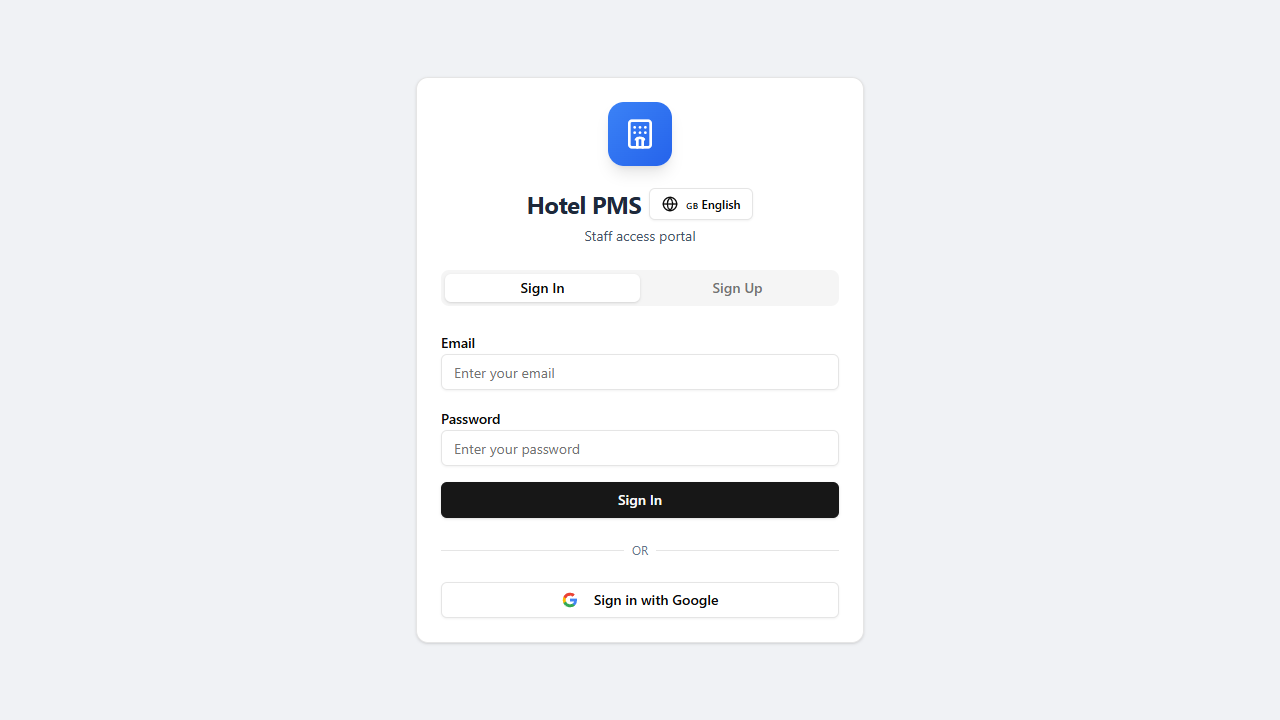 Hotel PMS
GB English
Staff access portal
Sign In
Sign Up
Email
Enter your email
Password
Enter your password
Sign In
OR
Sign in with Google